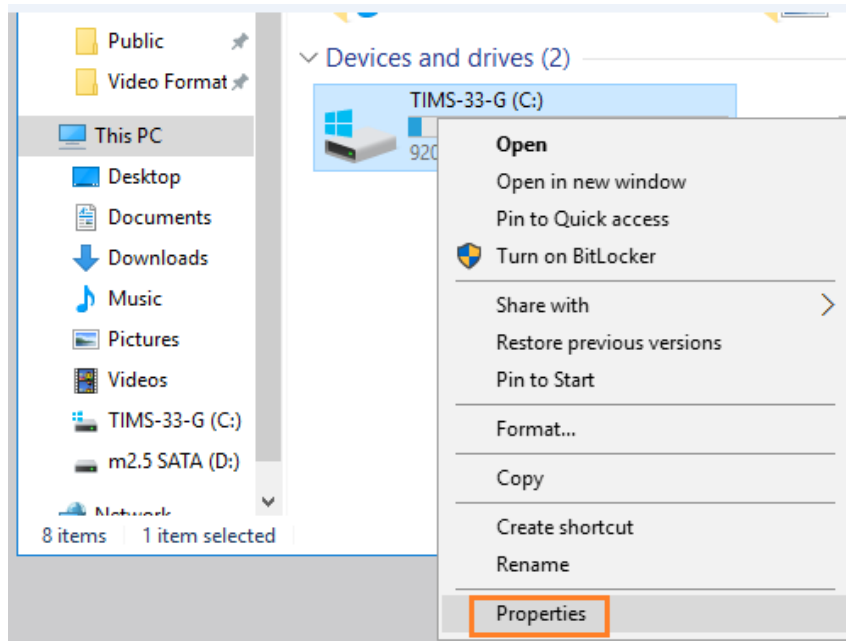 Public
Video Format
This PC
Desktop
Documents
Downloads
Music
Pictures
Videos
TIMS-33-G (C:)
m2.5 SATA (D:)
Network
8 items 1 item selected
Devices and drives (2)
TIMS-33-G (C:)
920
Open
Open in new window
Pin to Quick access
Turn on BitLocker
Share with
Restore previous versions
Pin to Start
Format...
Copy
Create shortcut
Rename
Properties